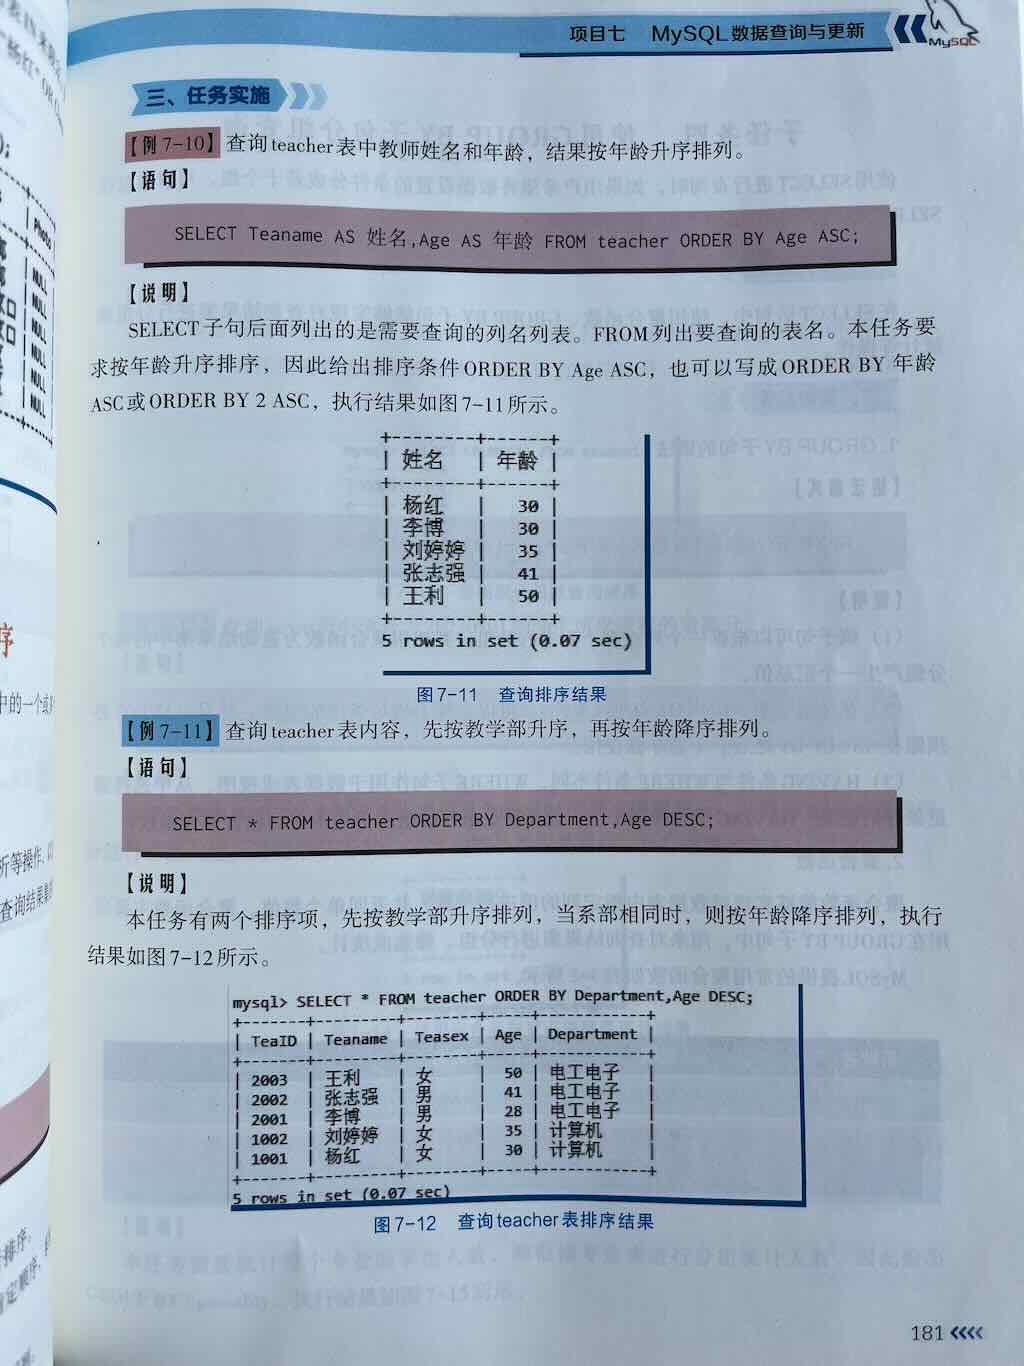 项目七 MySQL数据查询与更新
MySQL
三、任务实施
【例 7-10】 查询teacher表中教师姓名和年龄，结果按年龄升序排列。
【语句】
SELECT Teaname AS 姓名,Age AS 年龄 FROM teacher ORDER BY Age ASC;
【说明】
SELECT子句后面列出的是需要查询的列名列表。FROM列出要查询的表名。本任务要
求按年龄升序排序，因此给出排序条件ORDER BY Age ASC，也可以写成ORDER BY 年龄
ASC或ORDER BY 2 ASC，执行结果如图7-11所示。
+--------+------+
| 姓名 | 年龄 |
+--------+------+
| 杨红 | 30 |
| 李博 | 30 |
| 刘婷婷 | 35 |
| 张志强 | 41 |
| 王利 | 50 |
+--------+------+
5 rows in set (0.07 sec)
图7-11 查询排序结果
【例 7-11】 查询teacher表内容，先按教学部升序，再按年龄降序排列。
【语句】
SELECT * FROM teacher ORDER BY Department,Age DESC;
【说明】
本任务有两个排序项，先按教学部升序排列，当系部相同时，则按年龄降序排列，执行
结果如图7-12所示。
mysql> SELECT * FROM teacher ORDER BY Department,Age DESC;
+-------+---------+--------+-----+------------+
| TeaID | Teaname | Teasex | Age | Department |
+-------+---------+--------+-----+------------+
| 2003 | 王利 | 女 | 50 | 电工电子 |
| 2002 | 张志强 | 男 | 41 | 电工电子 |
| 2001 | 李博 | 男 | 28 | 电工电子 |
| 1002 | 刘婷婷 | 女 | 35 | 计算机 |
| 1001 | 杨红 | 女 | 30 | 计算机 |
+-------+---------+--------+-----+------------+
5 rows in set (0.07 sec)
图7-12 查询teacher表排序结果
181